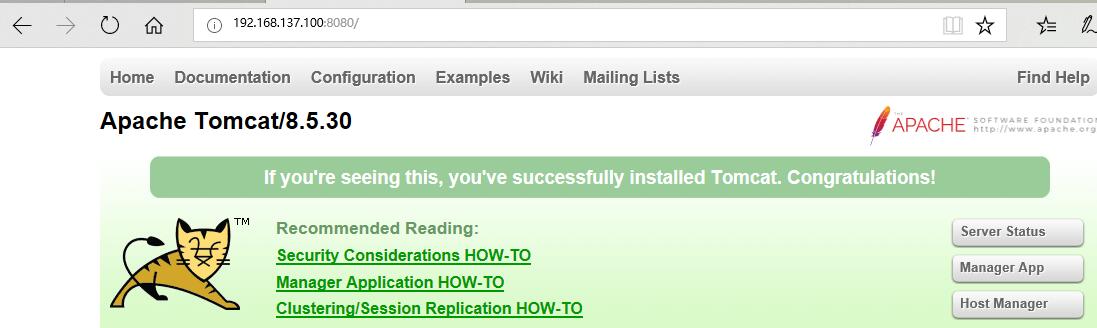 192.168.137.100:8080/
Home Documentation Configuration Examples Wiki Mailing Lists Find Help
Apache Tomcat/8.5.30
THE
APACHE® SOFTWARE FOUNDATION
http://www.apache.org
If you're seeing this, you've successfully installed Tomcat. Congratulations!
TM
Recommended Reading:
Security Considerations HOW-TO
Manager Application HOW-TO
Clustering/Session Replication HOW-TO
Server Status
Manager App
Host Manager